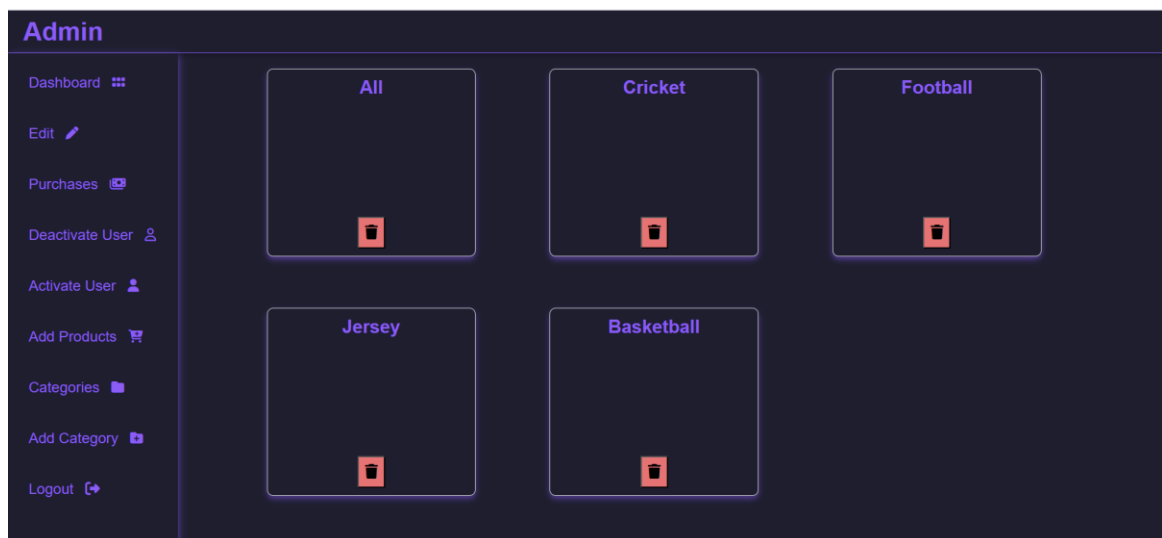 Admin
Dashboard
Edit
Purchases
Deactivate User
Activate User
Add Products
Categories
Add Category
Logout
All
Cricket
Football
Jersey
Basketball